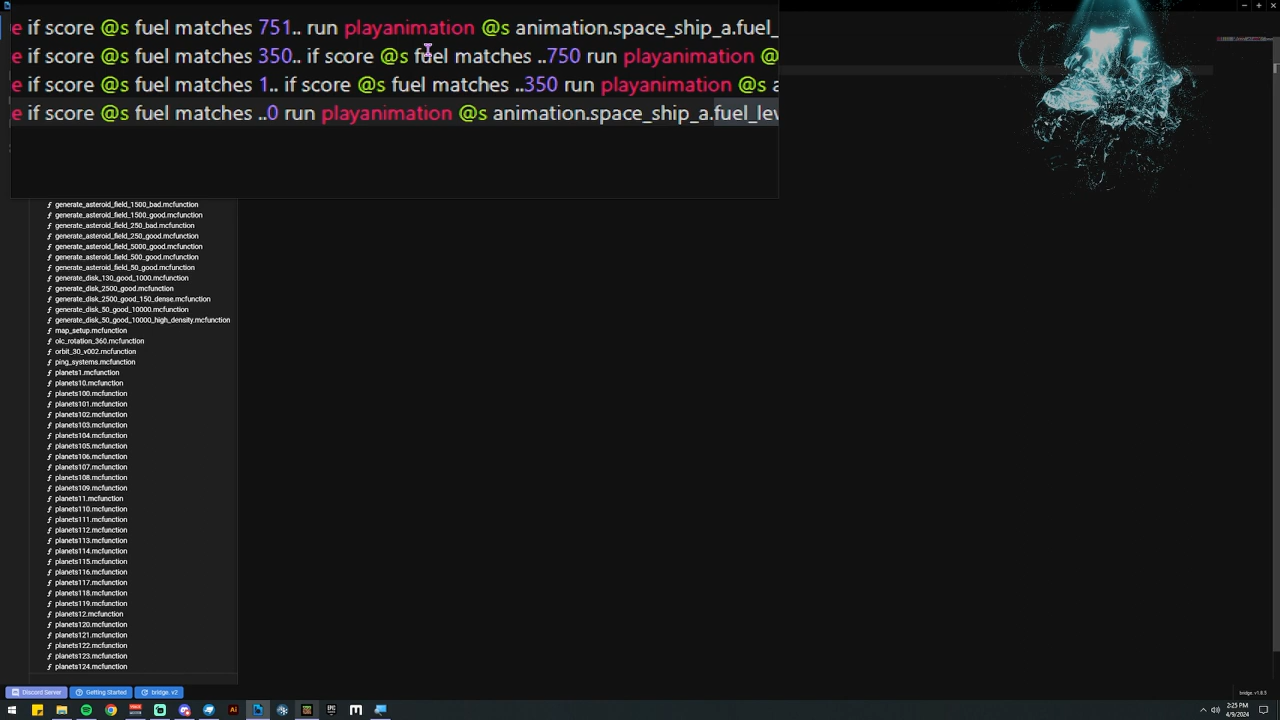 e if score @s fuel matches 751.. run playanimation @s animation.space_ship_a.fuel_
e if score @s fuel matches 350.. if score @s fuel matches ..750 run playanimation @
e if score @s fuel matches 1.. if score @s fuel matches ..350 run playanimation @s a
e if score @s fuel matches ..0 run playanimation @s animation.space_ship_a.fuel_lev
generate_asteroid_field_1500_bad.mcfunction
generate_asteroid_field_1500_good.mcfunction
generate_asteroid_field_250_bad.mcfunction
generate_asteroid_field_250_good.mcfunction
generate_asteroid_field_5000_good.mcfunction
generate_asteroid_field_500_good.mcfunction
generate_asteroid_field_50_good.mcfunction
generate_disk_130_good_1000.mcfunction
generate_disk_2500_good.mcfunction
generate_disk_2500_good_150_dense.mcfunction
generate_disk_50_good_10000.mcfunction
generate_disk_50_good_10000_high_density.mcfunction
map_setup.mcfunction
olc_rotation_360.mcfunction
orbit_30_v002.mcfunction
ping_systems.mcfunction
planets1.mcfunction
planets10.mcfunction
planets100.mcfunction
planets101.mcfunction
planets102.mcfunction
planets103.mcfunction
planets104.mcfunction
planets105.mcfunction
planets106.mcfunction
planets107.mcfunction
planets108.mcfunction
planets109.mcfunction
planets11.mcfunction
planets110.mcfunction
planets111.mcfunction
planets112.mcfunction
planets113.mcfunction
planets114.mcfunction
planets115.mcfunction
planets116.mcfunction
planets117.mcfunction
planets118.mcfunction
planets119.mcfunction
planets12.mcfunction
planets120.mcfunction
planets121.mcfunction
planets122.mcfunction
planets123.mcfunction
planets124.mcfunction
Discord Server Getting Started bridge. v2
bridge. v1.8.5
2:25 PM
4/9/2024